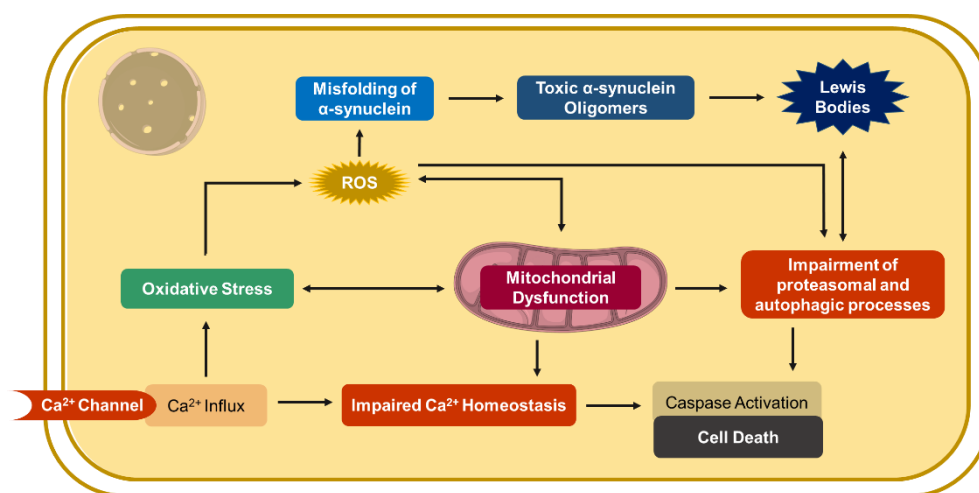 Misfolding of
α-synuclein
Toxic α-synuclein
Oligomers
Lewis
Bodies
ROS
Oxidative Stress
Mitochondrial
Dysfunction
Impairment of
proteasomal and
autophagic processes
Ca²⁺ Channel
Ca²⁺ Influx
Impaired Ca²⁺ Homeostasis
Caspase Activation
Cell Death